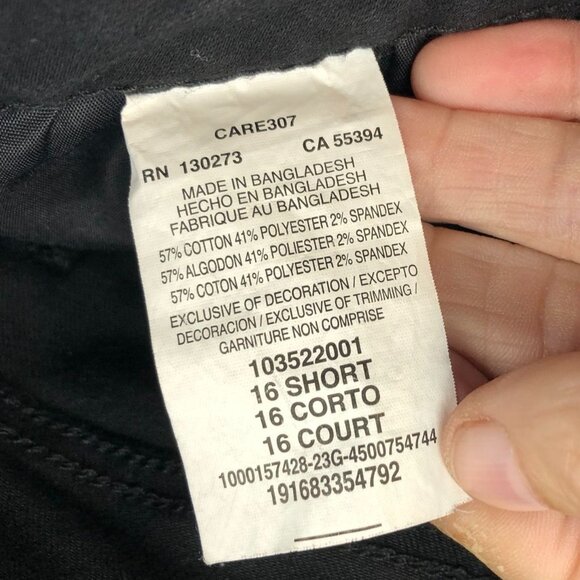 CARE307
RN 130273 CA 55394
MADE IN BANGLADESH
HECHO EN BANGLADESH
FABRIQUE AU BANGLADESH
57% COTTON 41% POLYESTER 2% SPANDEX
57% ALGODON 41% POLIESTER 2% SPANDEX
57% COTON 41% POLYESTER 2% SPANDEX
EXCLUSIVE OF DECORATION / EXCEPTO
DECORACION / EXCLUSIVE OF TRIMMING /
GARNITURE NON COMPRISE
103522001
16 SHORT
16 CORTO
16 COURT
1000157428-23G-4500754744
191683354792